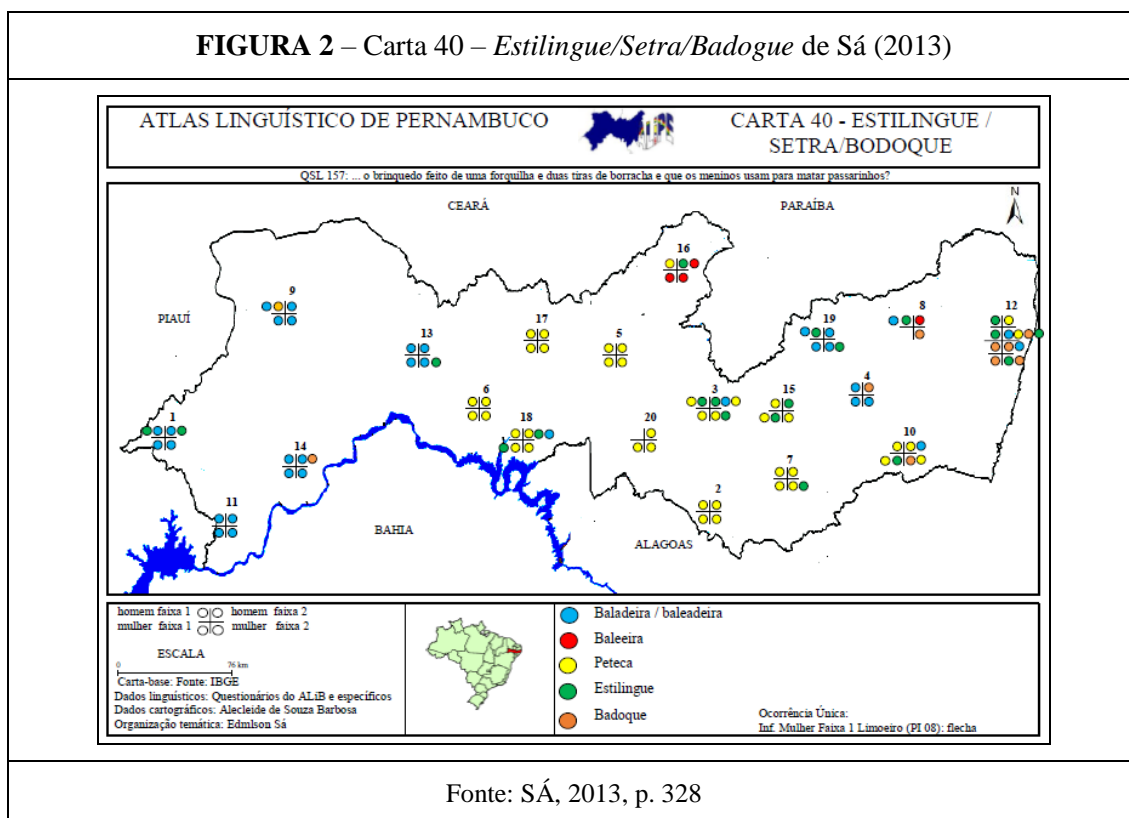 FIGURA 2 – Carta 40 – Estilingue/Setra/Badogue de Sá (2013)
ATLAS LINGUÍSTICO DE PERNAMBUCO
CARTA 40 - ESTILINGUE /
SETRA/BODOQUE
QSL 157: ... o brinquedo feito de uma forquilha e duas tiras de borracha e que os meninos usam para matar passarinhos?
CEARÁ
PARAÍBA
N
16
9
8
12
PIAUÍ
17
19
13
5
6
4
3
15
1
18
20
10
14
7
11
2
BAHIA
ALAGOAS
homem faixa 1 homem faixa 2
mulher faixa 1 mulher faixa 2
ESCALA
0 76 km
Carta-base: Fonte: IBGE
Dados linguísticos: Questionários do ALiB e específicos
Dados cartográficos: Alecleide de Souza Barbosa
Organização temática: Edmlson Sá
Baladeira / baleadeira
Baleeira
Peteca
Estilingue
Badoque
Ocorrência Única:
Inf. Mulher Faixa 1 Limoeiro (PI 08): flecha
Fonte: SÁ, 2013, p. 328